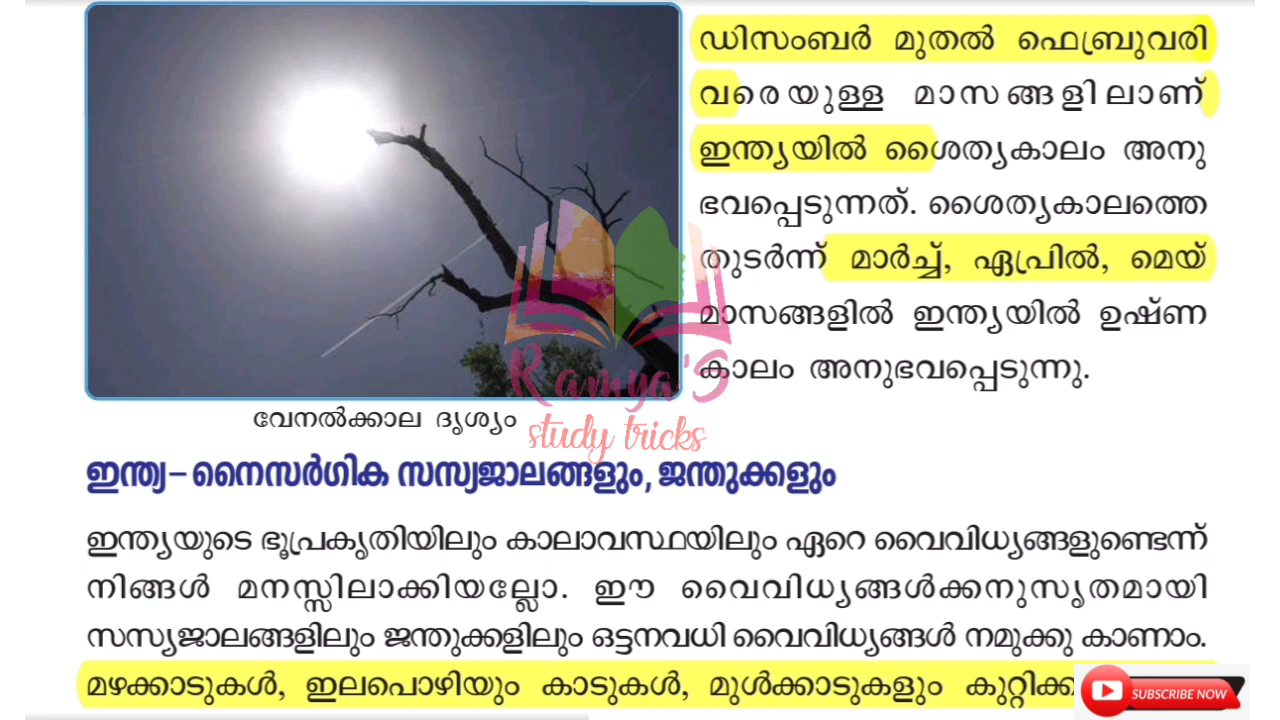 ഡിസംബർ മുതൽ ഫെബ്രുവരി
വരെയുള്ള മാസങ്ങളിലാണ്
ഇന്ത്യയിൽ ശൈത്യകാലം അനു
ഭവപ്പെടുന്നത്. ശൈത്യകാലത്തെ
തുടർന്ന് മാർച്ച്, ഏപ്രിൽ, മെയ്
മാസങ്ങളിൽ ഇന്ത്യയിൽ ഉഷ്ണ
കാലം അനുഭവപ്പെടുന്നു.
വേനൽക്കാല ദൃശ്യം
Ramya'S
study tricks
ഇന്ത്യ – നൈസർഗിക സസ്യജാലങ്ങളും, ജന്തുക്കളും
ഇന്ത്യയുടെ ഭൂപ്രകൃതിയിലും കാലാവസ്ഥയിലും ഏറെ വൈവിധ്യങ്ങളുണ്ടെന്ന്
നിങ്ങൾ മനസ്സിലാക്കിയല്ലോ. ഈ വൈവിധ്യങ്ങൾക്കനുസൃതമായി
സസ്യജാലങ്ങളിലും ജന്തുക്കളിലും ഒട്ടനവധി വൈവിധ്യങ്ങൾ നമുക്കു കാണാം.
മഴക്കാടുകൾ, ഇലപൊഴിയും കാടുകൾ, മുൾക്കാടുകളും
SUBSCRIBE NOW